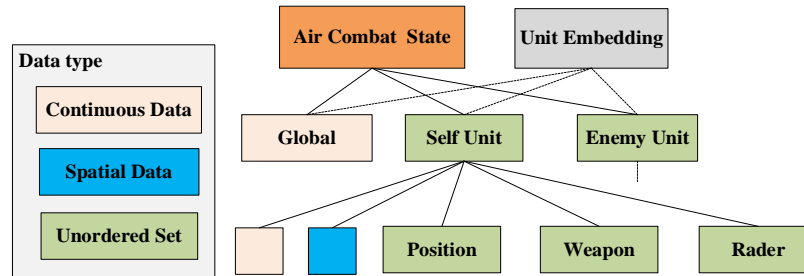 Air Combat State
Unit Embedding
Data type
Continuous Data
Spatial Data
Unordered Set
Global
Self Unit
Enemy Unit
Position
Weapon
Rader